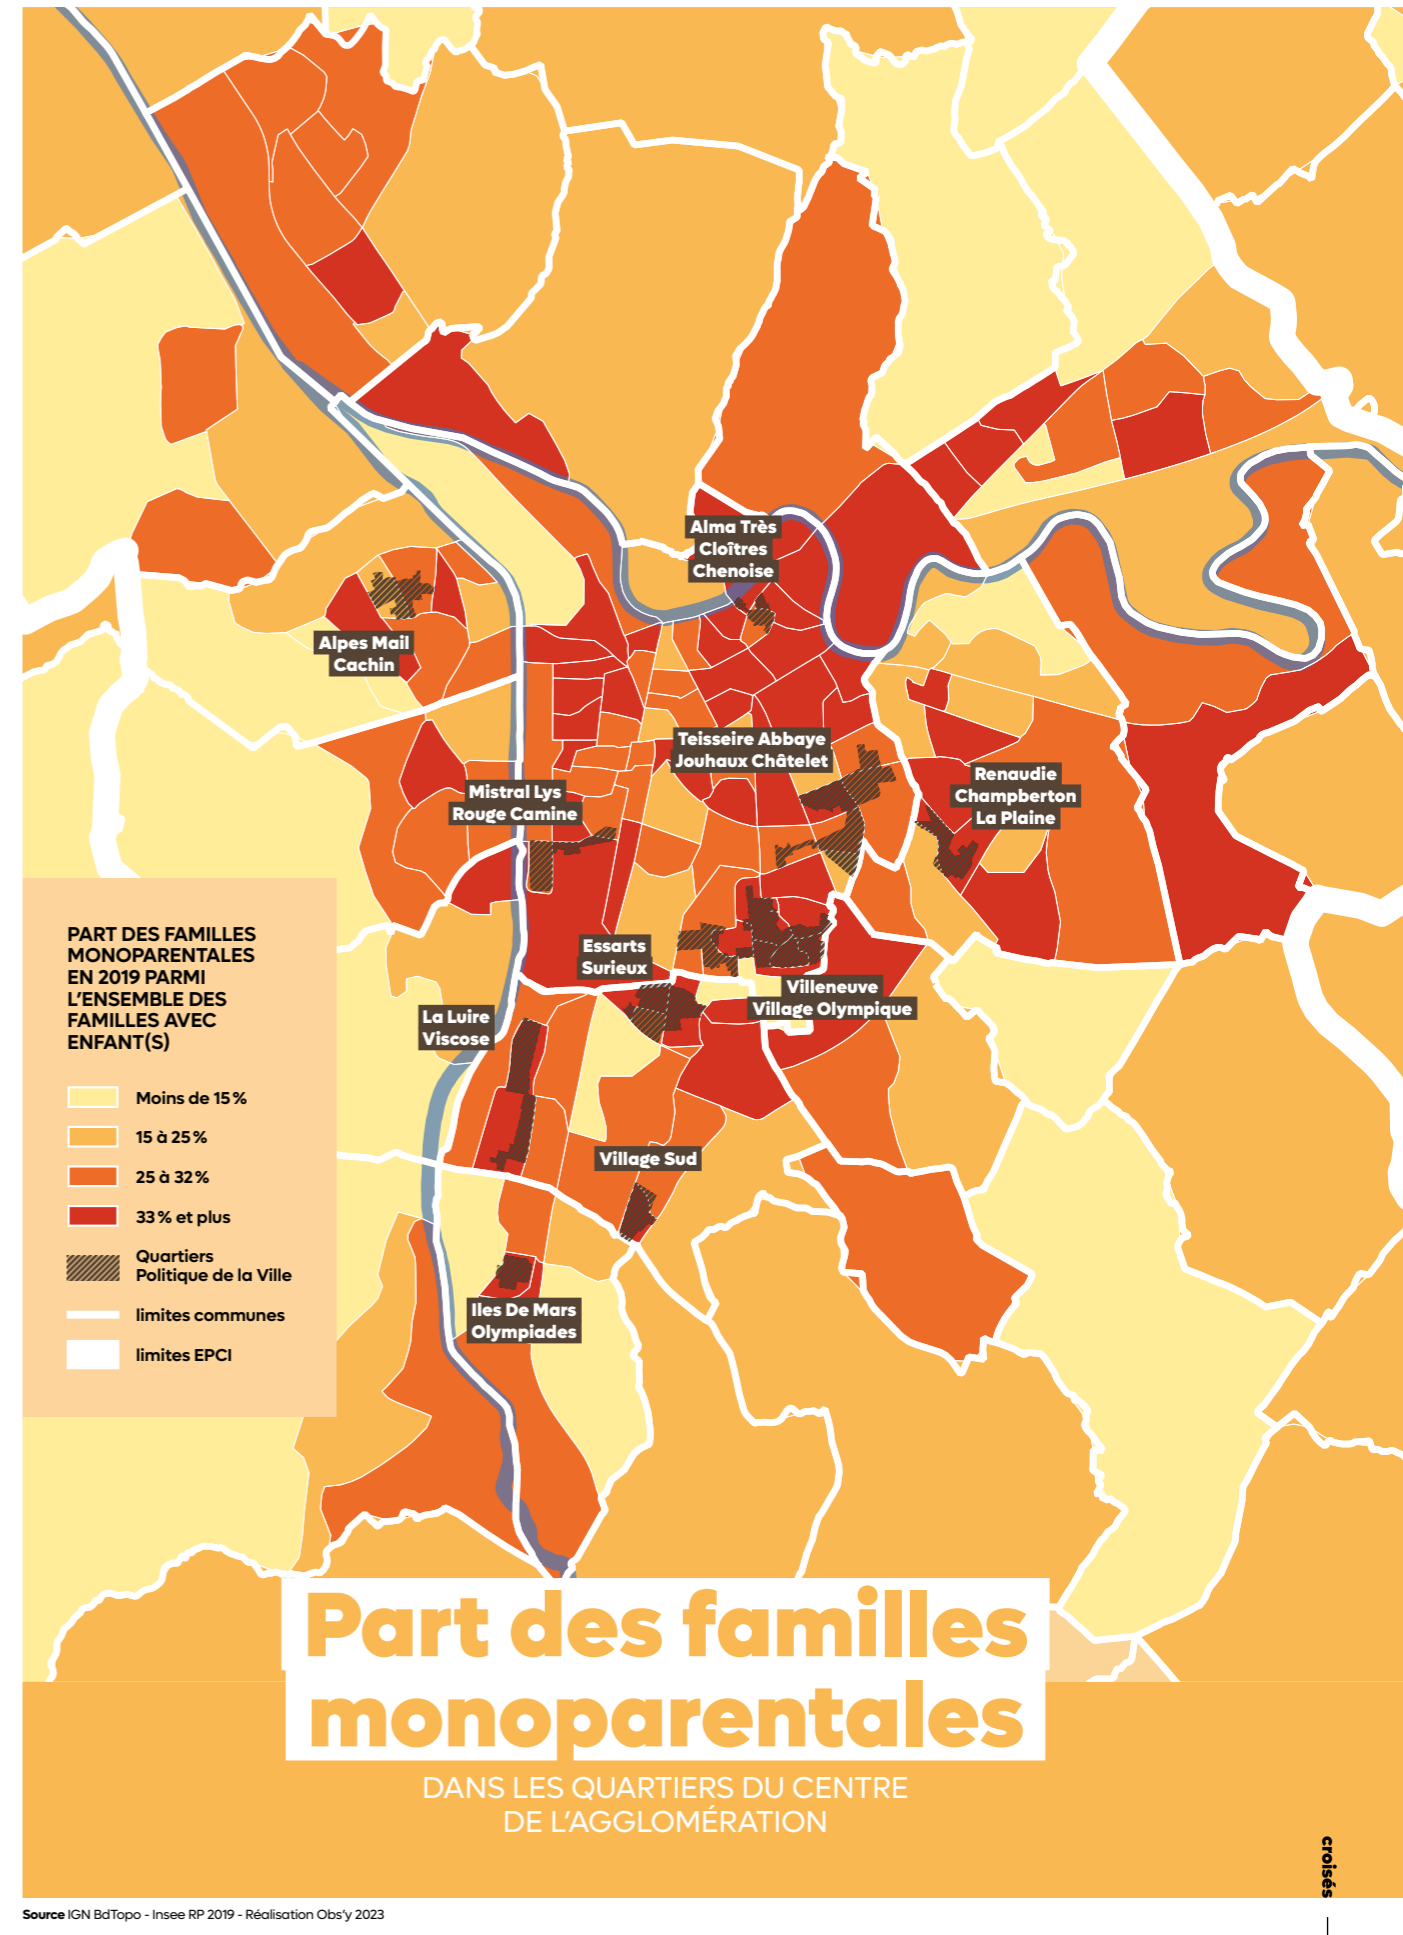 Alma Très
Cloîtres
Chenoise
Alpes Mail
Cachin
Teisseire Abbaye
Jouhaux Châtelet
Renaudie
Champberton
La Plaine
Mistral Lys
Rouge Camine
PART DES FAMILLES
MONOPARENTALES
EN 2019 PARMI
L'ENSEMBLE DES
FAMILLES AVEC
ENFANT(S)
Moins de 15 %
15 à 25 %
25 à 32 %
33 % et plus
Quartiers
Politique de la Ville
limites communes
limites EPCI
Essarts
Surieux
Villeneuve
Village Olympique
La Luire
Viscose
Village Sud
Iles De Mars
Olympiades
Part des familles
monoparentales
DANS LES QUARTIERS DU CENTRE
DE L'AGGLOMÉRATION
croisés
Source IGN BdTopo - Insee RP 2019 - Réalisation Obs'y 2023